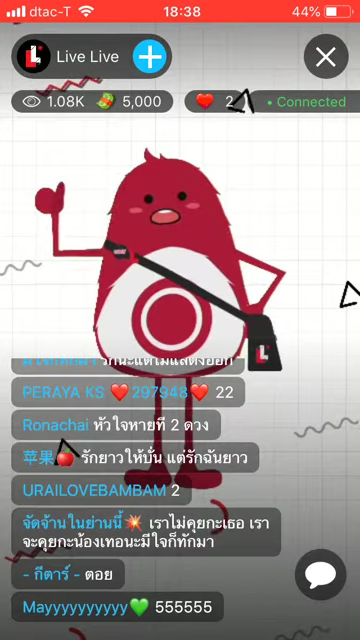 dtac-T 18:38 44%
Live Live
1.08K 5,000 2 • Connected
PERAYA KS ❤️297948❤️ 22
Ronachai หัวใจหายที 2 ดวง
苹果🍎 รักยาวให้บั่น แต่รักฉันยาว
URAILOVEBAMBAM 2
จัดจ้านในย่านนี้💥 เราไม่คุยกะเธอ เรา
จะคุยกะน้องเทอนะมีใจก็ทักมา
- กีตาร์ - ตอย
Mayyyyyyyyyy💚 555555